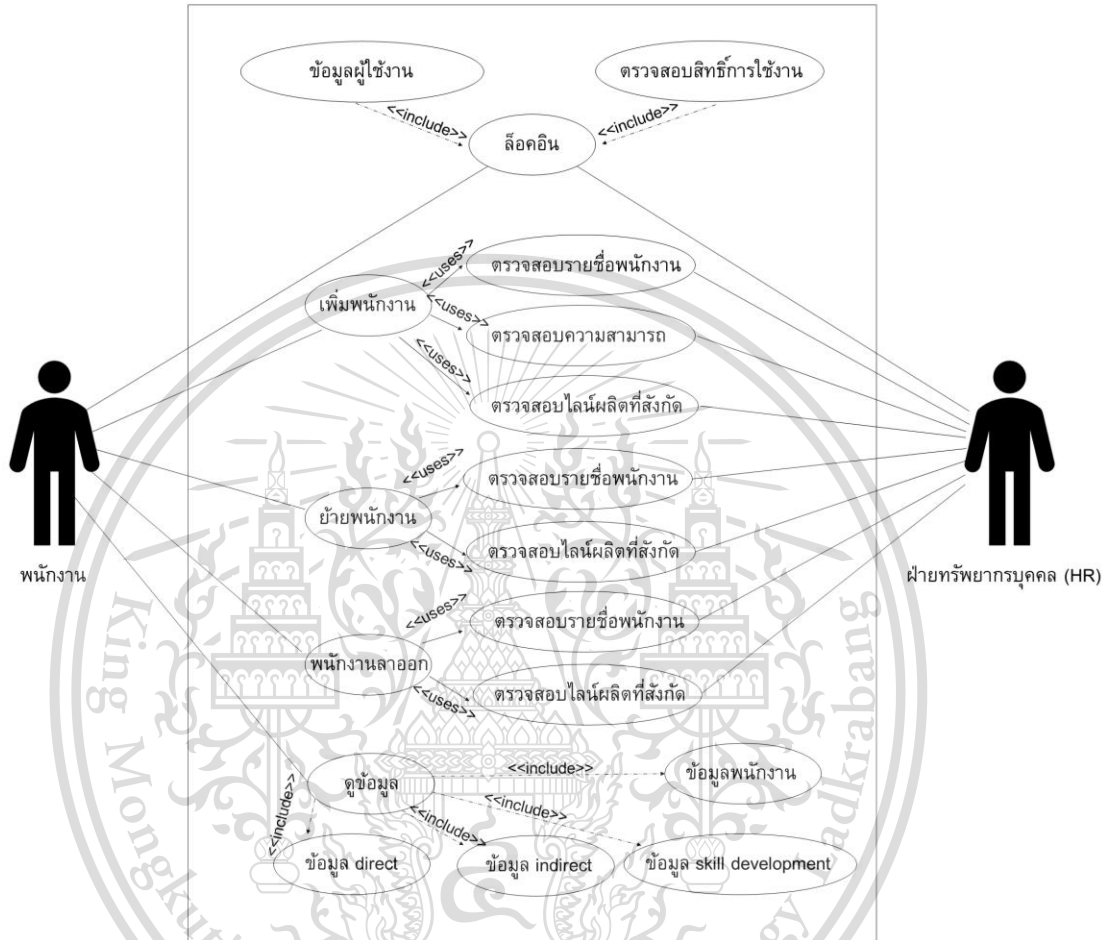 ข้อมูลผู้ใช้งาน
ตรวจสอบสิทธิ์การใช้งาน
<<include>>
<<include>>
ล็อคอิน
<<uses>>
ตรวจสอบรายชื่อพนักงาน
เพิ่มพนักงาน
<<uses>>
ตรวจสอบความสามารถ
<<uses>>
ตรวจสอบไลน์ผลิตที่สังกัด
<<uses>>
ตรวจสอบรายชื่อพนักงาน
ย้ายพนักงาน
<<uses>>
ตรวจสอบไลน์ผลิตที่สังกัด
พนักงาน
ฝ่ายทรัพยากรบุคคล (HR)
<<uses>>
ตรวจสอบรายชื่อพนักงาน
พนักงานลาออก
<<uses>>
ตรวจสอบไลน์ผลิตที่สังกัด
<<include>>
ข้อมูลพนักงาน
ดูข้อมูล
<<include>>
<<include>>
<<include>>
ข้อมูล direct
ข้อมูล indirect
ข้อมูล skill development
King Mongkut
gy Ladkrabang